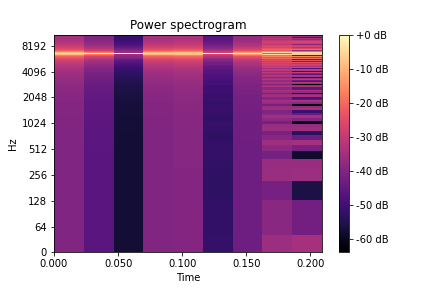 Power spectrogram
Hz
8192
4096
2048
1024
512
256
128
64
0
0.000 0.050 0.100 0.150 0.200
Time
+0 dB
-10 dB
-20 dB
-30 dB
-40 dB
-50 dB
-60 dB